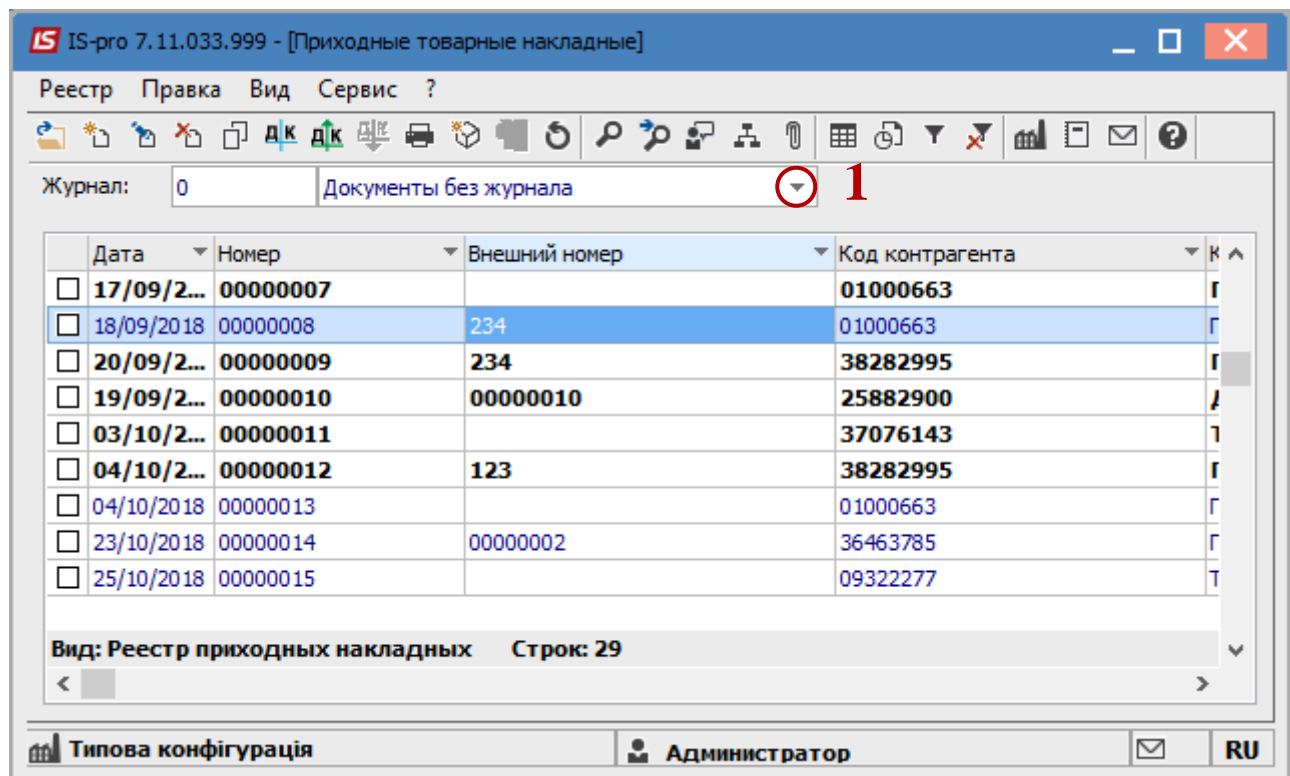 IS IS-pro 7.11.033.999 - [Приходные товарные накладные]
Реестр Правка Вид Сервис ?
Журнал: 0 Документы без журнала 1
Дата Номер Внешний номер Код контрагента К
17/09/2... 00000007 01000663 Г
18/09/2018 00000008 234 01000663 Г
20/09/2... 00000009 234 38282995
19/09/2... 00000010 00000010 25882900 Д
03/10/2... 00000011 37076143 Т
04/10/2... 00000012 123 38282995
04/10/2018 00000013 01000663 Г
23/10/2018 00000014 00000002 36463785
25/10/2018 00000015 09322277 Т
Вид: Реестр приходных накладных Строк: 29
Типова конфігурація Администратор RU